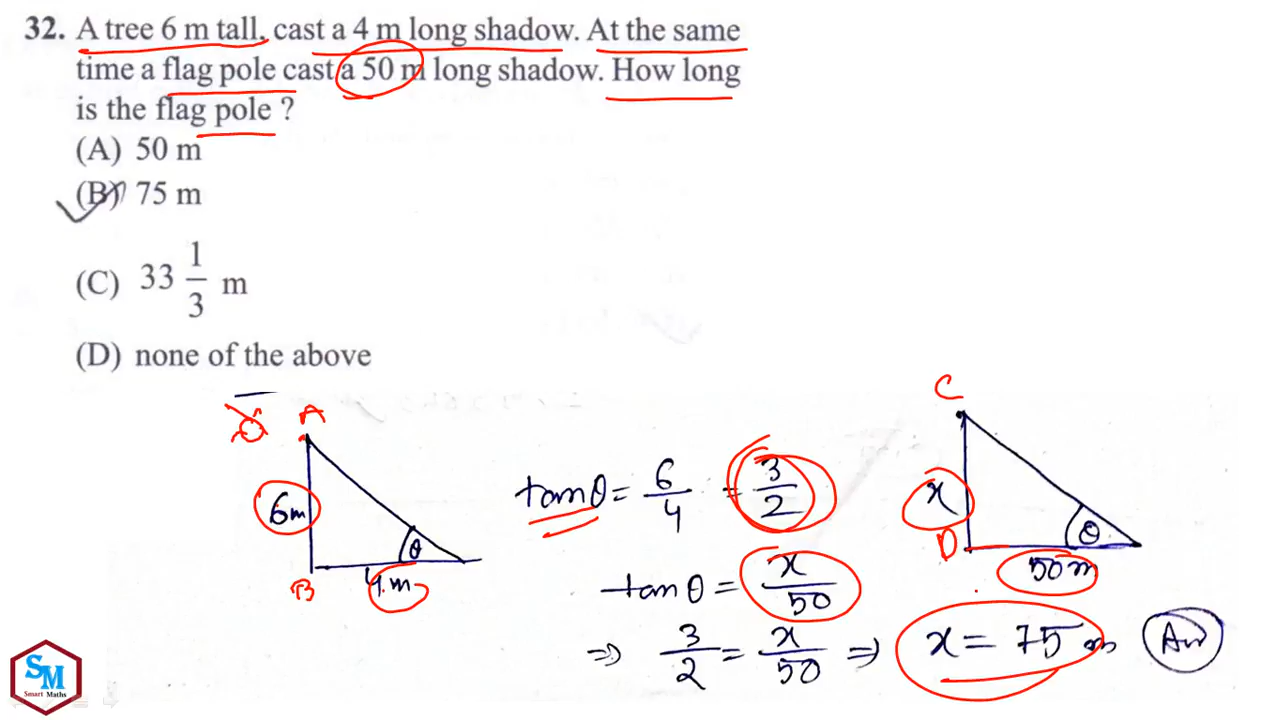 32. A tree 6 m tall, cast a 4 m long shadow. At the same
time a flag pole cast a 50 m long shadow. How long
is the flag pole ?
(A) 50 m
(B) 75 m
(C) 33 1/3 m
(D) none of the above
A
6m
B
4 m
θ
tanθ = 6/4 = 3/2
tanθ = x/50
⇒ 3/2 = x/50 ⇒ x = 75 m Ans
C
x
D
θ
50 m
SM
Smart Maths